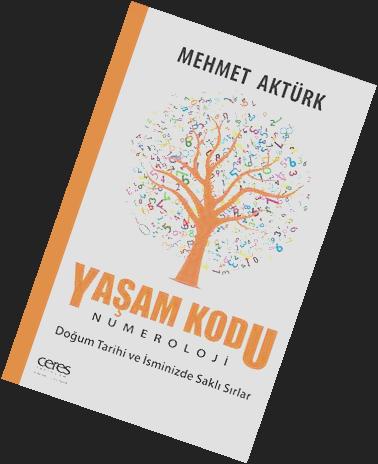 MEHMET AKTÜRK
YAŞAM KODU
NUMEROLOJİ
Doğum Tarihi ve İsminizde Saklı Sırlar
ceres